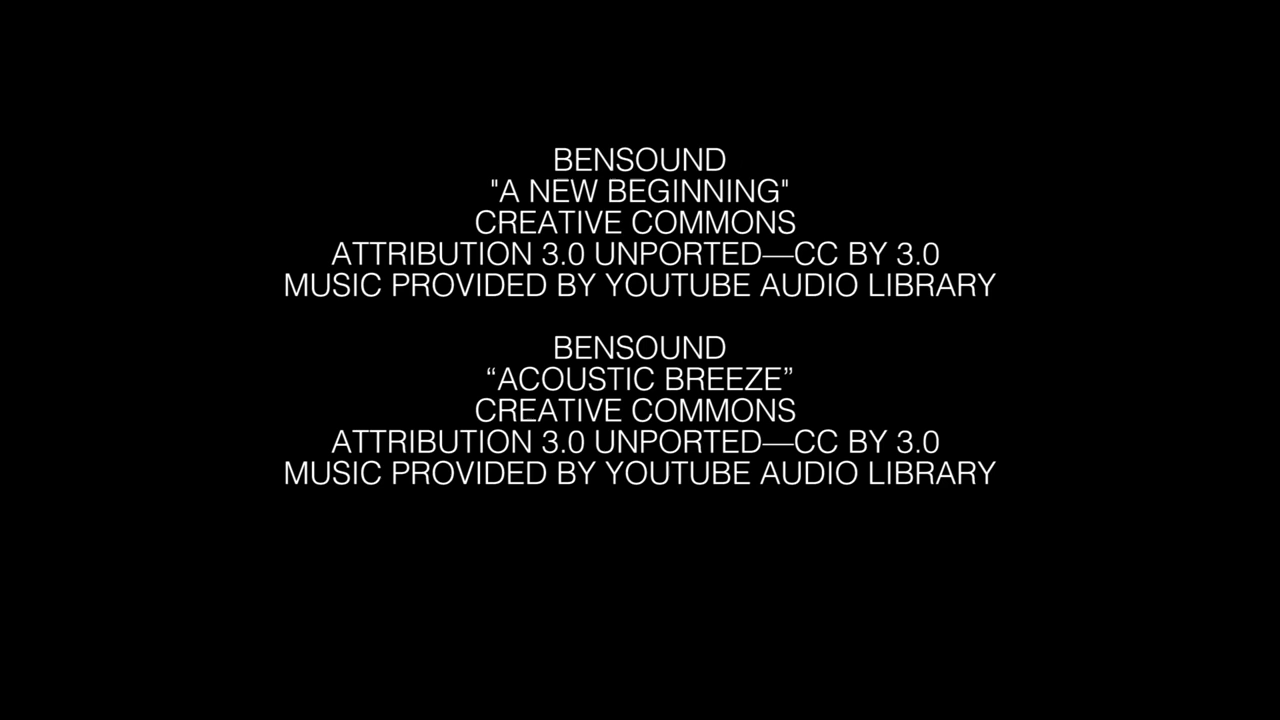 BENSOUND
"A NEW BEGINNING"
CREATIVE COMMONS
ATTRIBUTION 3.0 UNPORTED—CC BY 3.0
MUSIC PROVIDED BY YOUTUBE AUDIO LIBRARY
BENSOUND
“ACOUSTIC BREEZE”
CREATIVE COMMONS
ATTRIBUTION 3.0 UNPORTED—CC BY 3.0
MUSIC PROVIDED BY YOUTUBE AUDIO LIBRARY